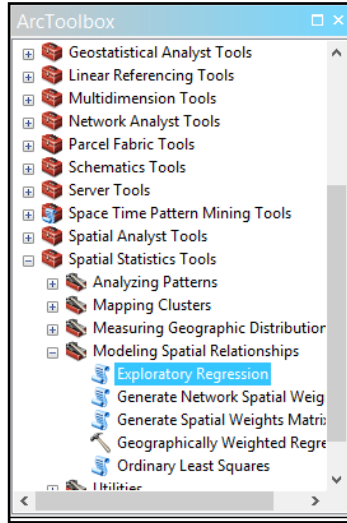 ArcToolbox
Geostatistical Analyst Tools
Linear Referencing Tools
Multidimension Tools
Network Analyst Tools
Parcel Fabric Tools
Schematics Tools
Server Tools
Space Time Pattern Mining Tools
Spatial Analyst Tools
Spatial Statistics Tools
Analyzing Patterns
Mapping Clusters
Measuring Geographic Distribution
Modeling Spatial Relationships
Exploratory Regression
Generate Network Spatial Weig
Generate Spatial Weights Matri
Geographically Weighted Regre
Ordinary Least Squares
Utilities